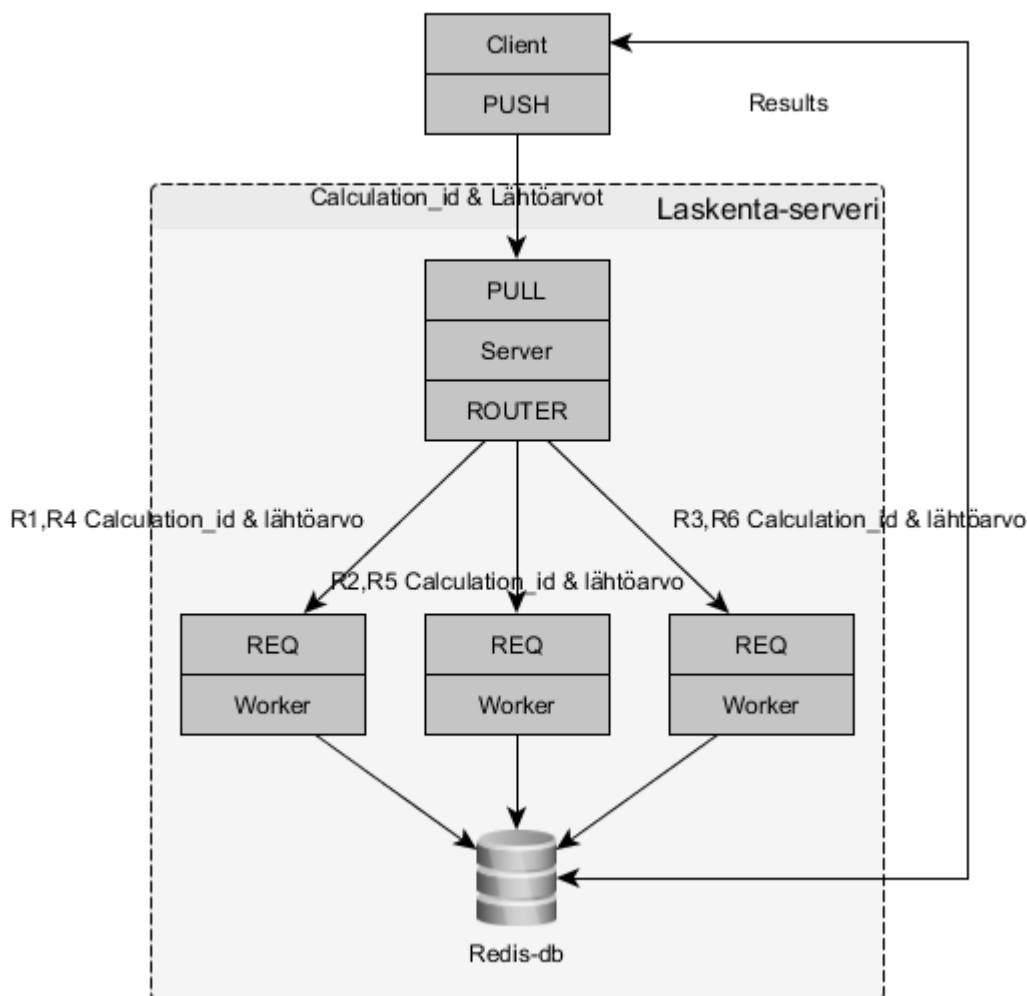 Client
PUSH
Results
Calculation_id & Lähtöarvot
Laskenta-serveri
PULL
Server
ROUTER
R1,R4 Calculation_id & lähtöarvo
R3,R6 Calculation_id & lähtöarvo
R2,R5 Calculation_id & lähtöarvo
REQ
REQ
REQ
Worker
Worker
Worker
Redis-db